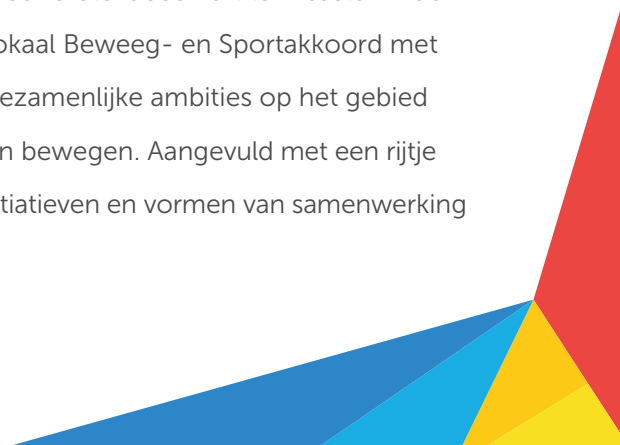 okaal Beweeg- en Sportakkoord met
ezamenlijke ambities op het gebied
n bewegen. Aangevuld met een rijtje
tiatieven en vormen van samenwerking